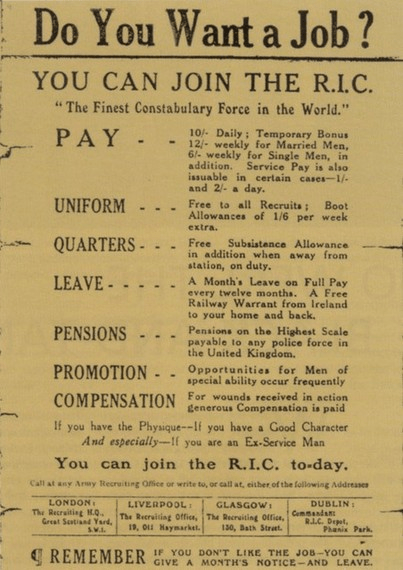 Do You Want a Job?
YOU CAN JOIN THE R.I.C.
"The Finest Constabulary Force in the World."
PAY - - 10/- Daily; Temporary Bonus
12/- weekly for Married Men,
6/- weekly for Single Men, in
addition. Service Pay is also
issuable in certain cases—1/-
and 2/- a day.
UNIFORM - - - Free to all Recruits; Boot
Allowances of 1/6 per week
extra.
QUARTERS - - - Free Subsistance Allowance
in addition when away from
station, on duty.
LEAVE - - - - - A Month's Leave on Full Pay
every twelve months. A Free
Railway Warrant from Ireland
to your home and back.
PENSIONS - - - Pensions on the Highest Scale
payable to any police force in
the United Kingdom.
PROMOTION - - Opportunities for Men of
special ability occur frequently
COMPENSATION For wounds received in action
generous Compensation is paid
If you have the Physique--If you have a Good Character
And especially—If you are an Ex-Service Man
You can join the R.I.C. to-day.
Call at any Army Recruiting Office or write to, or call at, either of the following Addresses
LONDON:
The Recruiting H.Q.,
Great Scotland Yard,
S.W.1.
LIVERPOOL:
The Recruiting Office,
19, Old Haymarket.
GLASGOW:
The Recruiting Office,
130, Bath Street.
DUBLIN:
Commandant
R.I.C. Depot,
Phœnix Park.
¶ REMEMBER IF YOU DON'T LIKE THE JOB—YOU CAN
GIVE A MONTH'S NOTICE—AND LEAVE.